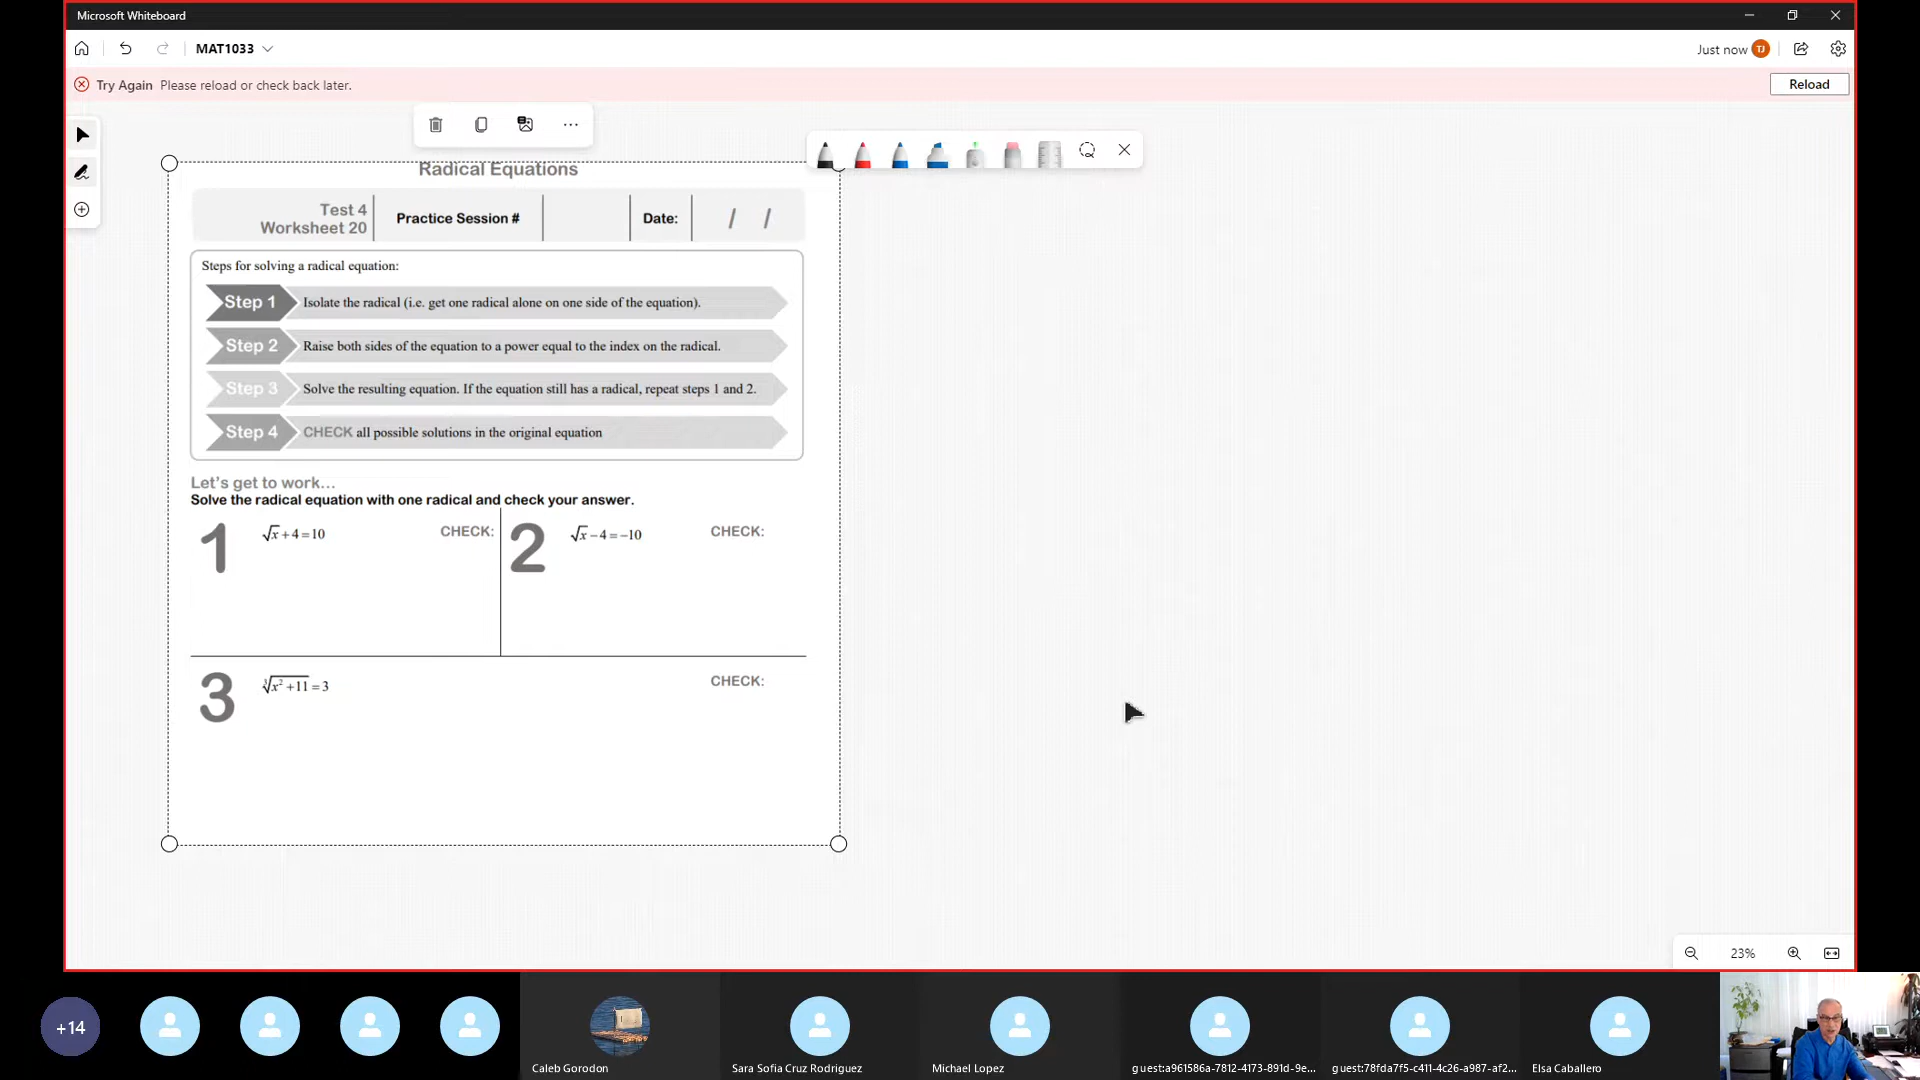 Microsoft Whiteboard
MAT1033
Just now TJ
Try Again Please reload or check back later.
Reload
Radical Equations
Test 4
Worksheet 20
Practice Session #
Date: / /
Steps for solving a radical equation:
Step 1 Isolate the radical (i.e. get one radical alone on one side of the equation).
Step 2 Raise both sides of the equation to a power equal to the index on the radical.
Step 3 Solve the resulting equation. If the equation still has a radical, repeat steps 1 and 2.
Step 4 CHECK all possible solutions in the original equation
Let's get to work...
Solve the radical equation with one radical and check your answer.
1 √x + 4 = 10 CHECK:
2 √x − 4 = −10 CHECK:
3 ∛(x² + 11) = 3 CHECK:
23%
+14
Caleb Gorodon
Sara Sofia Cruz Rodriguez
Michael Lopez
guest:a961586a-7812-4173-891d-9e...
guest:78fda7f5-c411-4c26-a987-af2...
Elsa Caballero